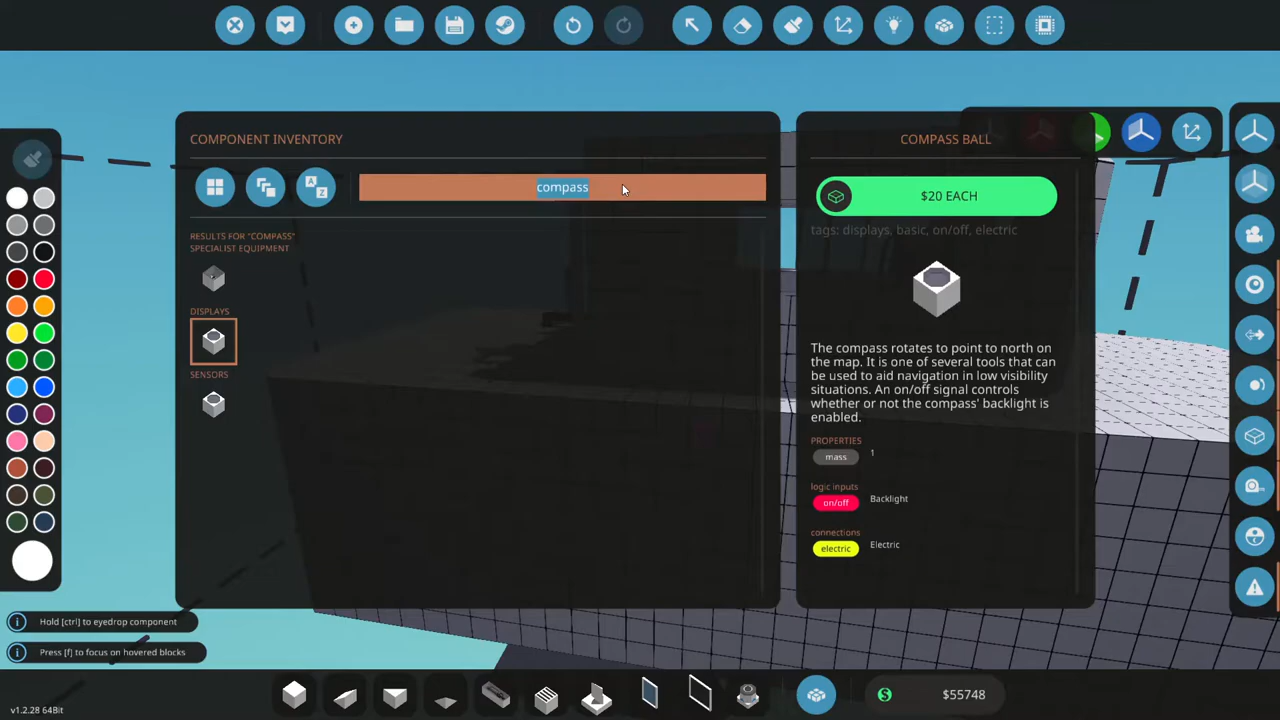 COMPONENT INVENTORY
compass
RESULTS FOR "COMPASS"
SPECIALIST EQUIPMENT
DISPLAYS
SENSORS
COMPASS BALL
$20 EACH
tags: displays, basic, on/off, electric
The compass rotates to point to north on
the map. It is one of several tools that can
be used to aid navigation in low visibility
situations. An on/off signal controls
whether or not the compass' backlight is
enabled.
PROPERTIES
mass 1
logic inputs
on/off Backlight
connections
electric Electric
Hold [ctrl] to eyedrop component
Press [f] to focus on hovered blocks
$ $55748
v1.2.28 64Bit